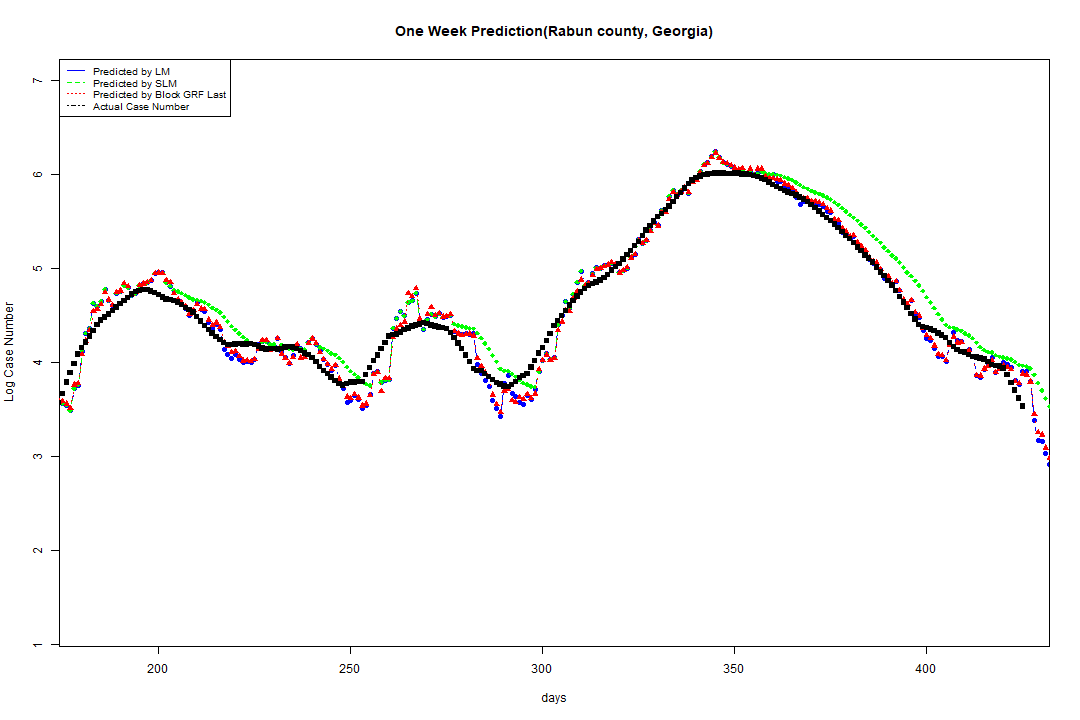 One Week Prediction(Rabun county, Georgia)
Predicted by LM
Predicted by SLM
Predicted by Block GRF Last
Actual Case Number
7
6
5
4
3
2
1
Log Case Number
200 250 300 350 400
days